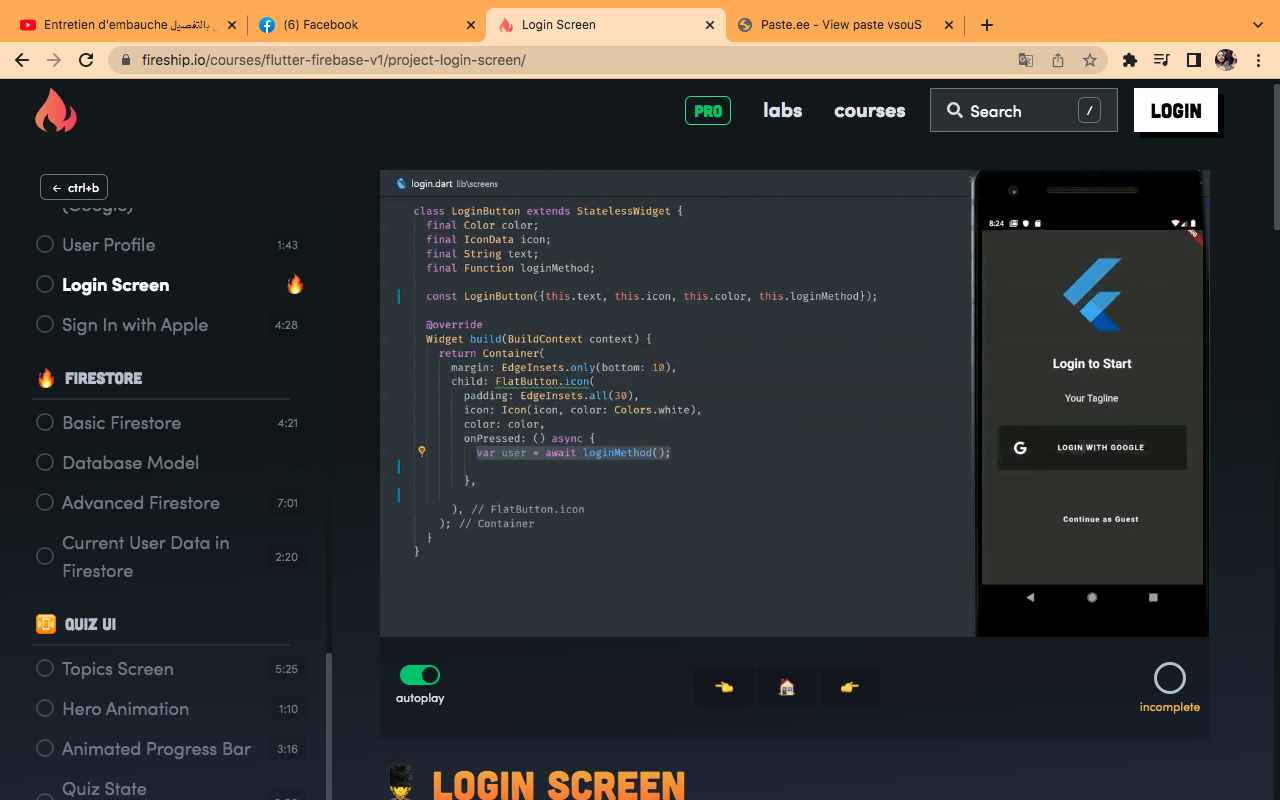 Entretien d'embauche بالتفصيل
(6) Facebook
Login Screen
Paste.ee - View paste vsouS
fireship.io/courses/flutter-firebase-v1/project-login-screen/
PRO
labs
courses
Search
/
LOGIN
← ctrl+b
(Google)
User Profile
1:43
Login Screen
Sign In with Apple
4:28
FIRESTORE
Basic Firestore
4:21
Database Model
Advanced Firestore
7:01
Current User Data in
Firestore
2:20
QUIZ UI
Topics Screen
5:25
Hero Animation
1:10
Animated Progress Bar
3:16
Quiz State
login.dart lib\screens
class LoginButton extends StatelessWidget {
final Color color;
final IconData icon;
final String text;
final Function loginMethod;
const LoginButton({this.text, this.icon, this.color, this.loginMethod});
@override
Widget build(BuildContext context) {
return Container(
margin: EdgeInsets.only(bottom: 10),
child: FlatButton.icon(
padding: EdgeInsets.all(30),
icon: Icon(icon, color: Colors.white),
color: color,
onPressed: () async {
var user = await loginMethod();
},
), // FlatButton.icon
); // Container
}
}
8:24
Login to Start
Your Tagline
G
LOGIN WITH GOOGLE
Continue as Guest
autoplay
incomplete
LOGIN SCREEN